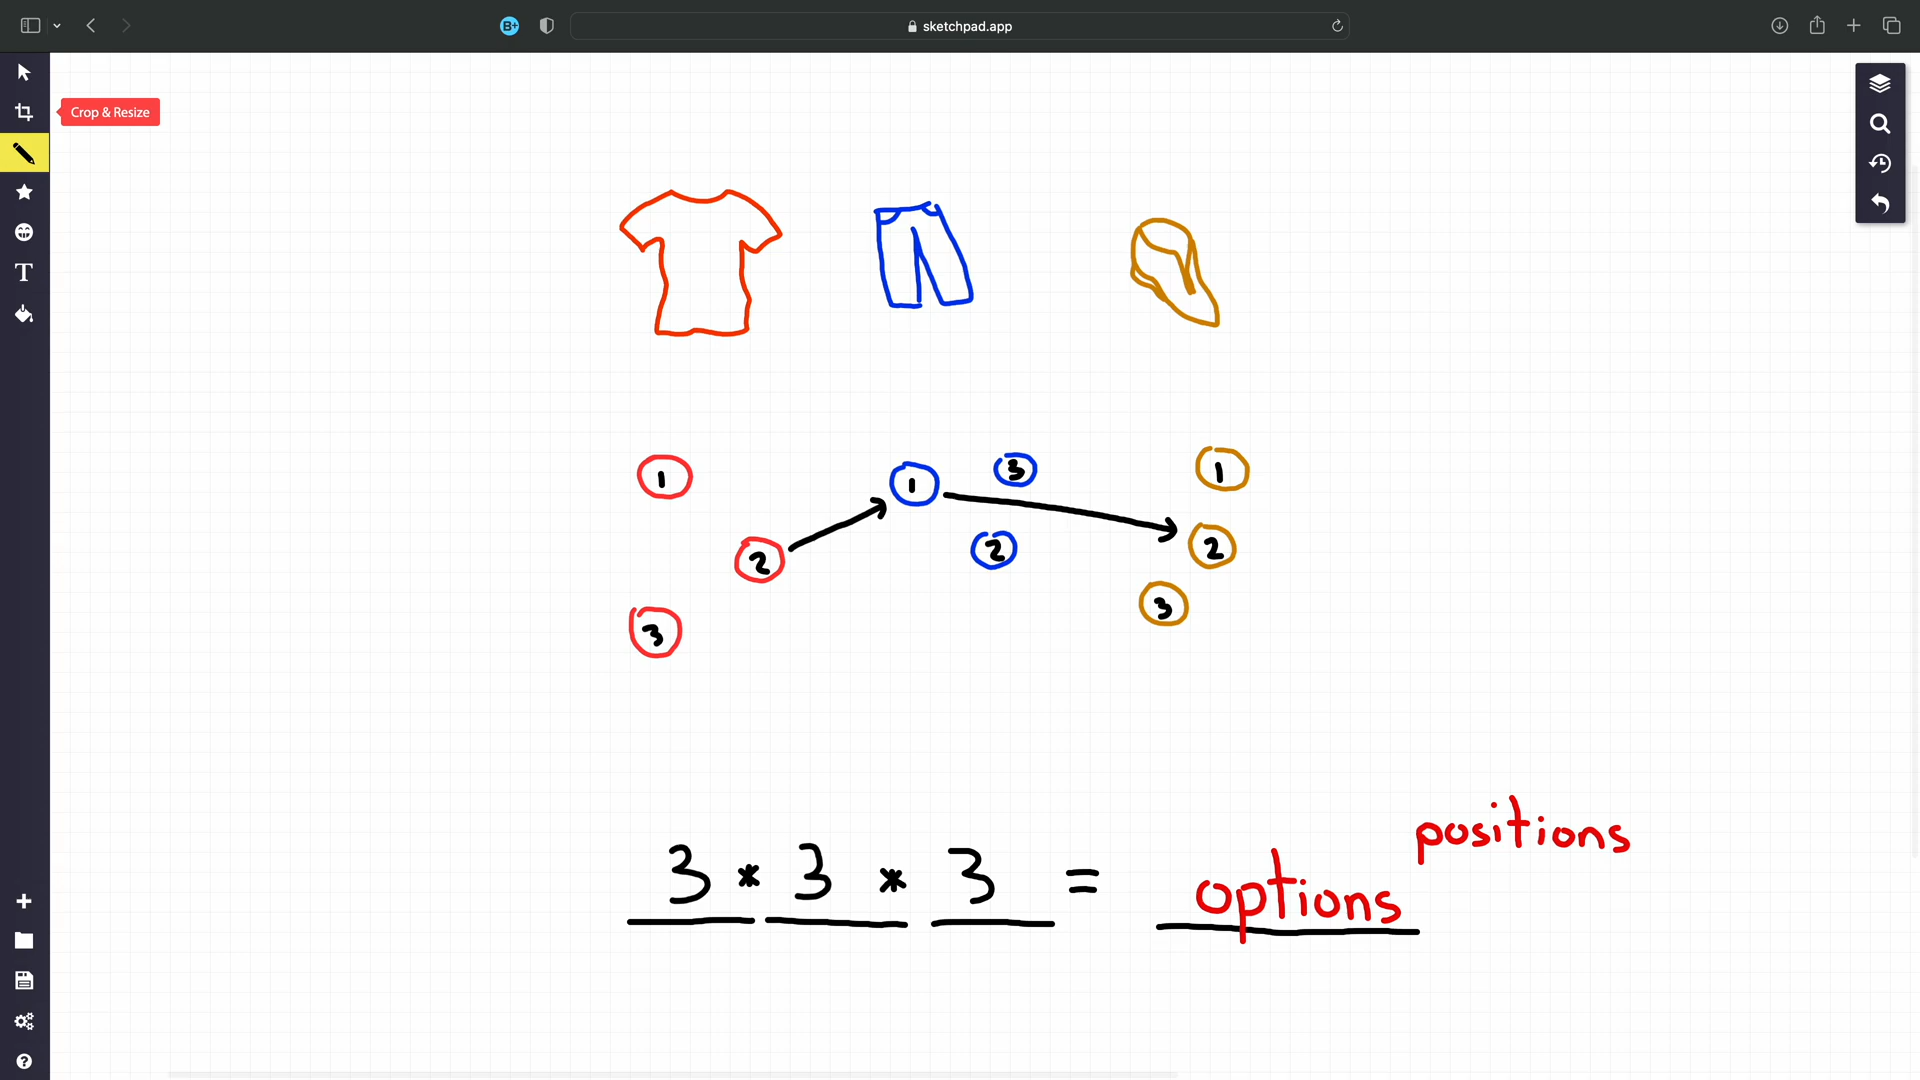 B+
sketchpad.app
Crop & Resize
T
1
2
3
1
3
2
1
2
3
positions
3 * 3 * 3 = options
?